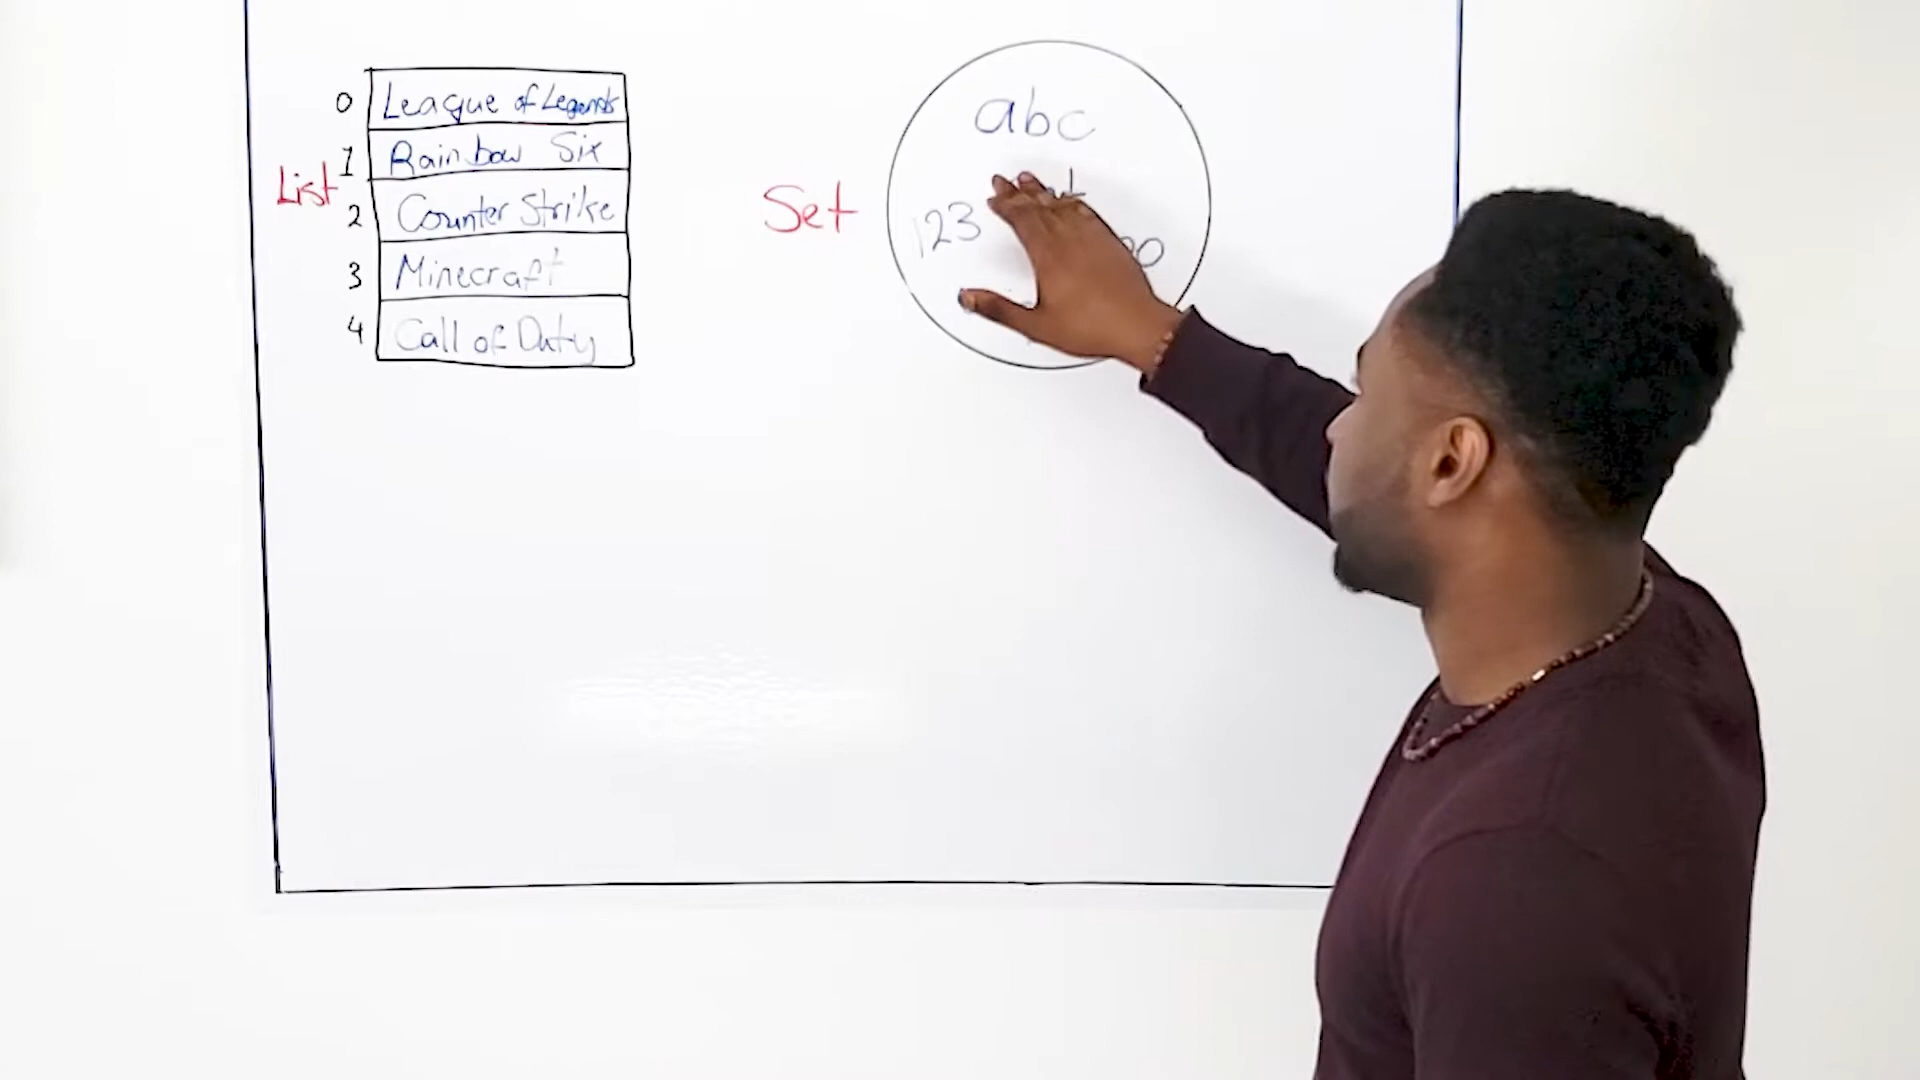 0 League of Legends
1 Rainbow Six
List
2 Counter Strike
3 Minecraft
4 Call of Duty
Set
abc
123